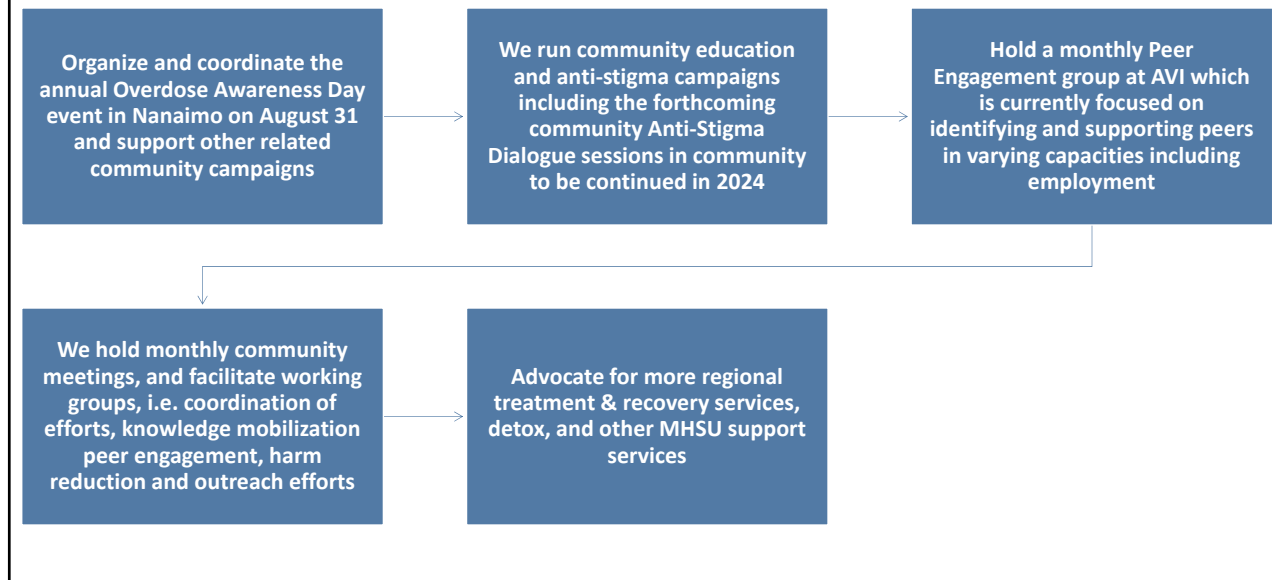 Organize and coordinate the
annual Overdose Awareness Day
event in Nanaimo on August 31
and support other related
community campaigns
We run community education
and anti-stigma campaigns
including the forthcoming
community Anti-Stigma
Dialogue sessions in community
to be continued in 2024
Hold a monthly Peer
Engagement group at AVI which
is currently focused on
identifying and supporting peers
in varying capacities including
employment
We hold monthly community
meetings, and facilitate working
groups, i.e. coordination of
efforts, knowledge mobilization
peer engagement, harm
reduction and outreach efforts
Advocate for more regional
treatment & recovery services,
detox, and other MHSU support
services